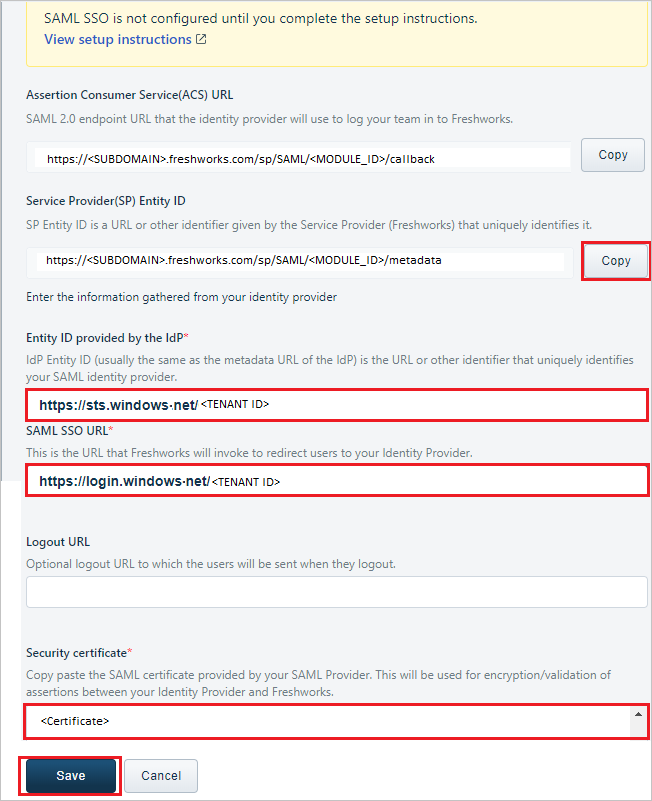 SAML SSO is not configured until you complete the setup instructions.
View setup instructions
Assertion Consumer Service(ACS) URL
SAML 2.0 endpoint URL that the identity provider will use to log your team in to Freshworks.
https://<SUBDOMAIN>.freshworks.com/sp/SAML/<MODULE_ID>/callback
Copy
Service Provider(SP) Entity ID
SP Entity ID is a URL or other identifier given by the Service Provider (Freshworks) that uniquely identifies it.
https://<SUBDOMAIN>.freshworks.com/sp/SAML/<MODULE_ID>/metadata
Copy
Enter the information gathered from your identity provider
Entity ID provided by the IdP*
IdP Entity ID (usually the same as the metadata URL of the IdP) is the URL or other identifier that uniquely identifies
your SAML identity provider.
https://sts.windows·net/<TENANT ID>
SAML SSO URL*
This is the URL that Freshworks will invoke to redirect users to your Identity Provider.
https://login.windows·net/<TENANT ID>
Logout URL
Optional logout URL to which the users will be sent when they logout.
Security certificate*
Copy paste the SAML certificate provided by your SAML Provider. This will be used for encryption/validation of
assertions between your Identity Provider and Freshworks.
<Certificate>
Save
Cancel